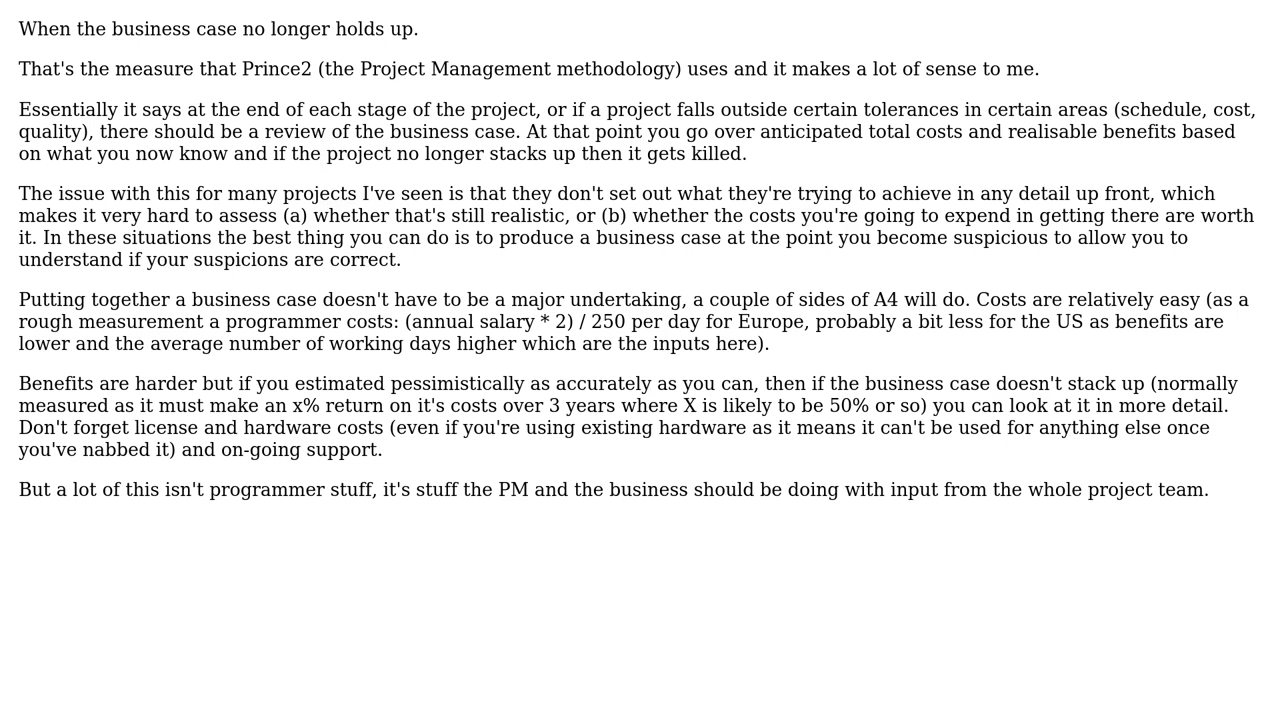 When the business case no longer holds up.
That's the measure that Prince2 (the Project Management methodology) uses and it makes a lot of sense to me.
Essentially it says at the end of each stage of the project, or if a project falls outside certain tolerances in certain areas (schedule, cost,
quality), there should be a review of the business case. At that point you go over anticipated total costs and realisable benefits based
on what you now know and if the project no longer stacks up then it gets killed.
The issue with this for many projects I've seen is that they don't set out what they're trying to achieve in any detail up front, which
makes it very hard to assess (a) whether that's still realistic, or (b) whether the costs you're going to expend in getting there are worth
it. In these situations the best thing you can do is to produce a business case at the point you become suspicious to allow you to
understand if your suspicions are correct.
Putting together a business case doesn't have to be a major undertaking, a couple of sides of A4 will do. Costs are relatively easy (as a
rough measurement a programmer costs: (annual salary * 2) / 250 per day for Europe, probably a bit less for the US as benefits are
lower and the average number of working days higher which are the inputs here).
Benefits are harder but if you estimated pessimistically as accurately as you can, then if the business case doesn't stack up (normally
measured as it must make an x% return on it's costs over 3 years where X is likely to be 50% or so) you can look at it in more detail.
Don't forget license and hardware costs (even if you're using existing hardware as it means it can't be used for anything else once
you've nabbed it) and on-going support.
But a lot of this isn't programmer stuff, it's stuff the PM and the business should be doing with input from the whole project team.